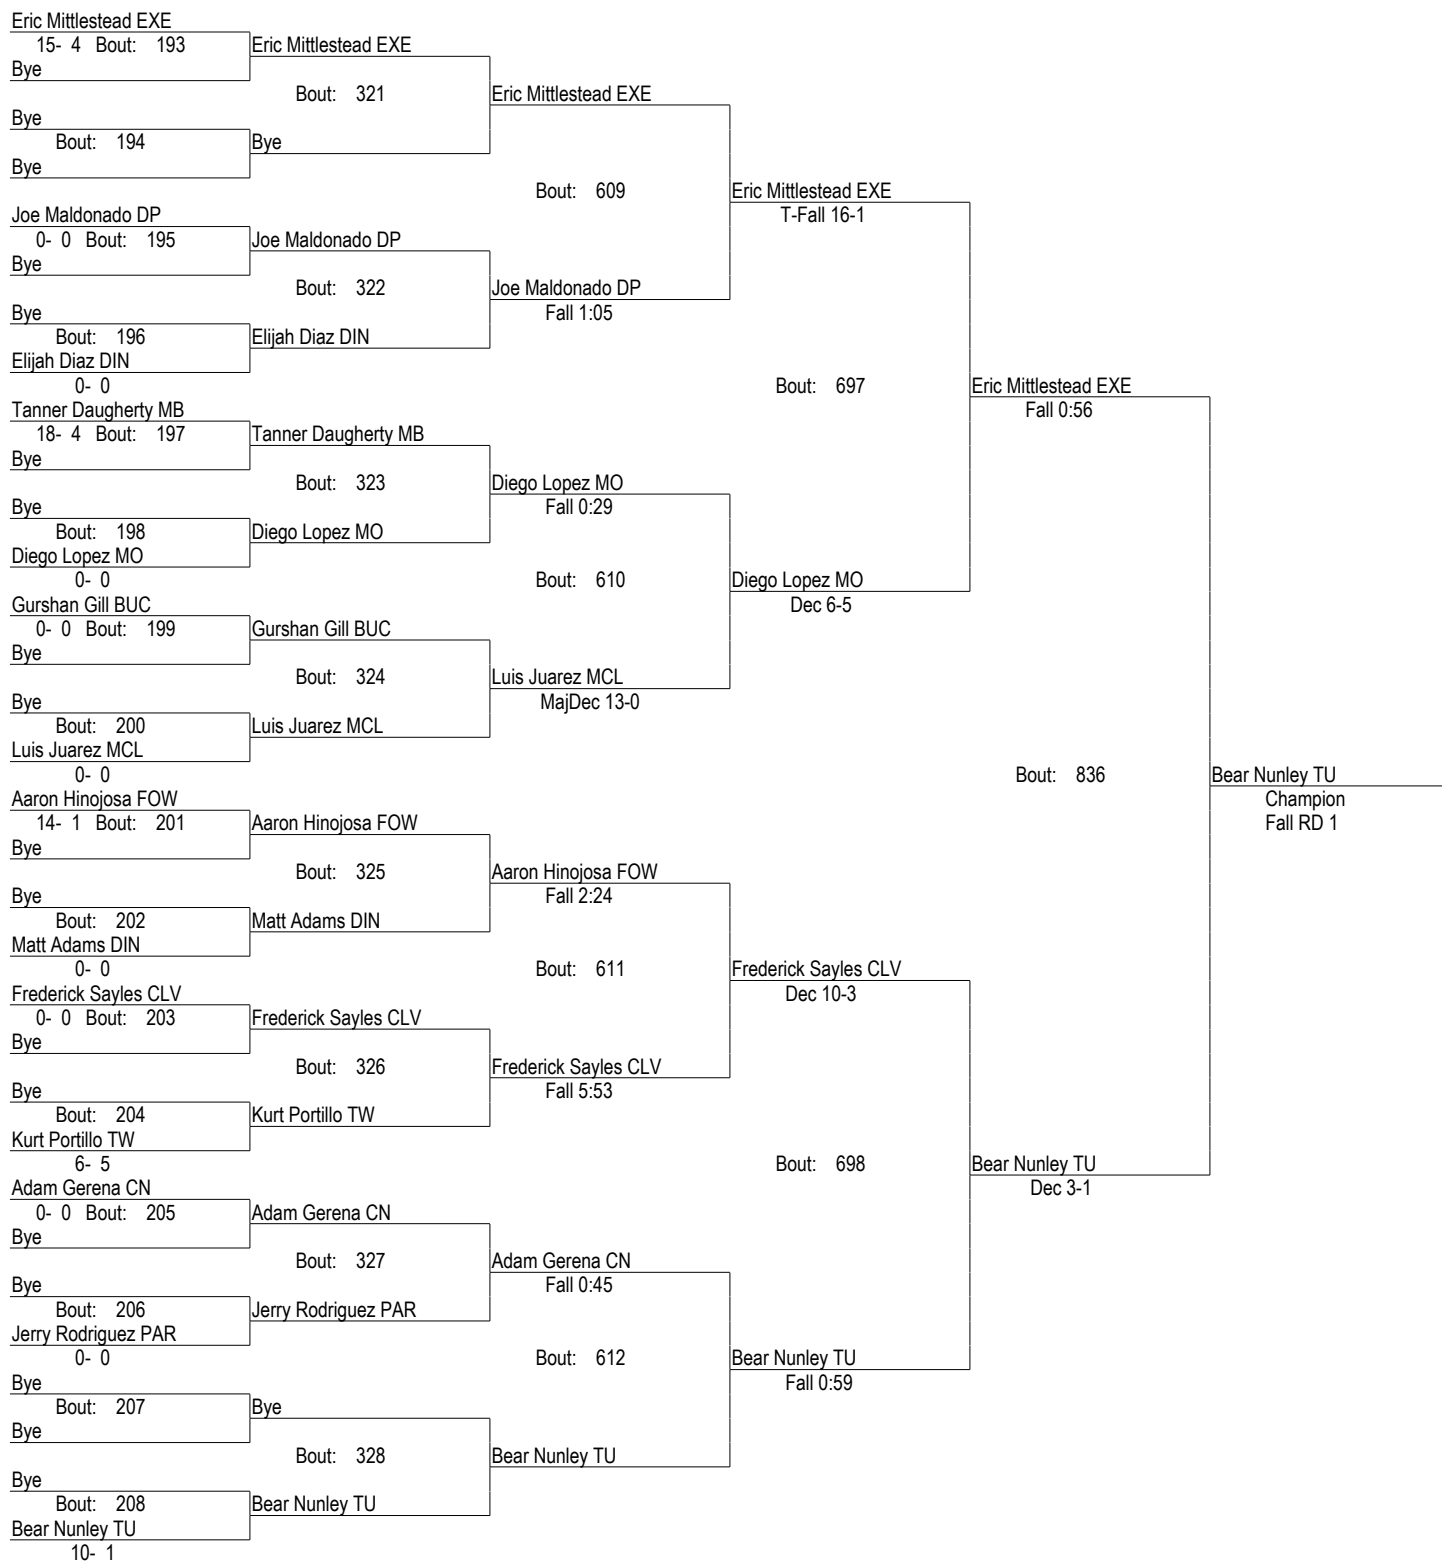 Eric Mittlestead EXE
15- 4 Bout: 193
Eric Mittlestead EXE
Bye
Bout: 321
Eric Mittlestead EXE
Bye
Bout: 194
Bye
Bye
Bout: 609
Eric Mittlestead EXE
T-Fall 16-1
Joe Maldonado DP
0- 0 Bout: 195
Joe Maldonado DP
Bye
Bout: 322
Joe Maldonado DP
Fall 1:05
Bye
Bout: 196
Elijah Diaz DIN
Elijah Diaz DIN
0- 0
Bout: 697
Eric Mittlestead EXE
Fall 0:56
Tanner Daugherty MB
18- 4 Bout: 197
Tanner Daugherty MB
Bye
Bout: 323
Diego Lopez MO
Fall 0:29
Bye
Bout: 198
Diego Lopez MO
Diego Lopez MO
0- 0
Bout: 610
Diego Lopez MO
Dec 6-5
Gurshan Gill BUC
0- 0 Bout: 199
Gurshan Gill BUC
Bye
Bout: 324
Luis Juarez MCL
MajDec 13-0
Bye
Bout: 200
Luis Juarez MCL
Luis Juarez MCL
0- 0
Bout: 836
Bear Nunley TU
Champion
Fall RD 1
Aaron Hinojosa FOW
14- 1 Bout: 201
Aaron Hinojosa FOW
Bye
Bout: 325
Aaron Hinojosa FOW
Fall 2:24
Bye
Bout: 202
Matt Adams DIN
Matt Adams DIN
0- 0
Bout: 611
Frederick Sayles CLV
Dec 10-3
Frederick Sayles CLV
0- 0 Bout: 203
Frederick Sayles CLV
Bye
Bout: 326
Frederick Sayles CLV
Fall 5:53
Bye
Bout: 204
Kurt Portillo TW
Kurt Portillo TW
6- 5
Bout: 698
Bear Nunley TU
Dec 3-1
Adam Gerena CN
0- 0 Bout: 205
Adam Gerena CN
Bye
Bout: 327
Adam Gerena CN
Fall 0:45
Bye
Bout: 206
Jerry Rodriguez PAR
Jerry Rodriguez PAR
0- 0
Bout: 612
Bear Nunley TU
Fall 0:59
Bye
Bout: 207
Bye
Bye
Bout: 328
Bear Nunley TU
Bye
Bout: 208
Bear Nunley TU
Bear Nunley TU
10- 1